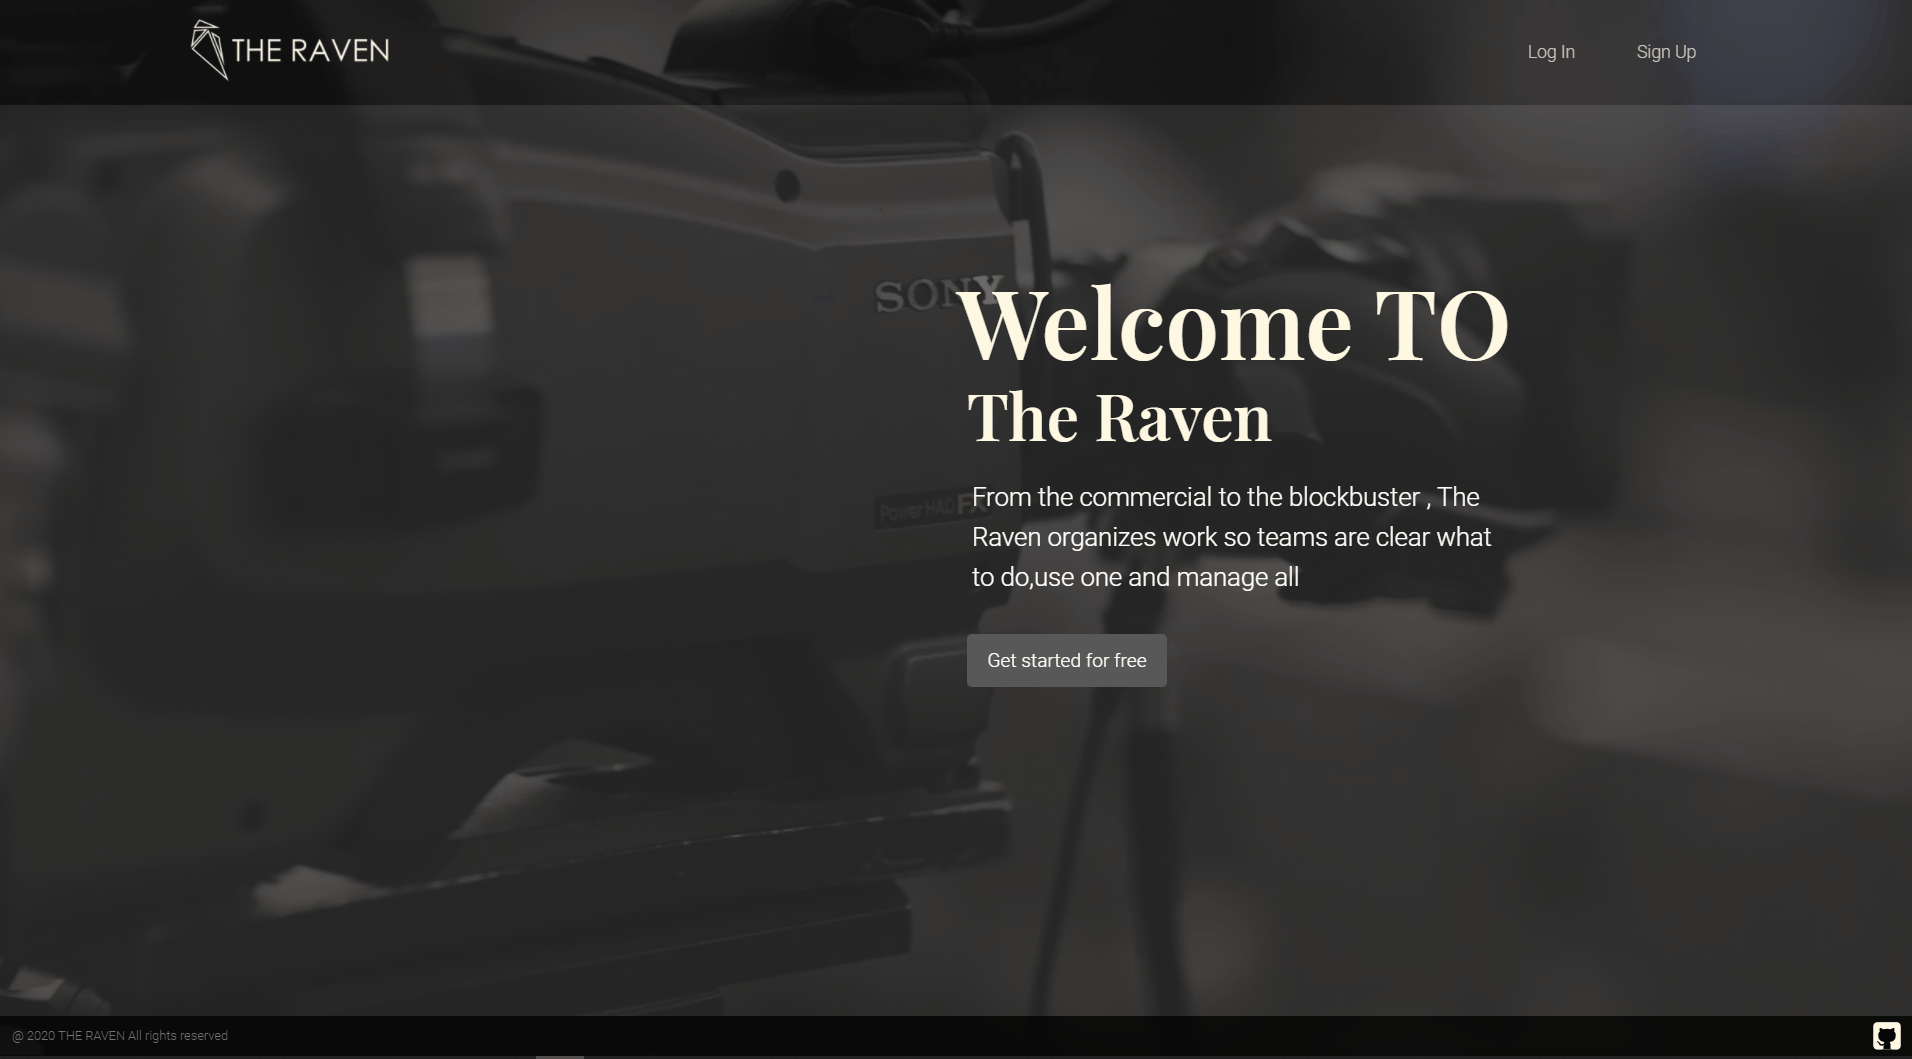 THE RAVEN
Log In
Sign Up
SONY
Welcome TO
The Raven
Power HAD FX
From the commercial to the blockbuster , The
Raven organizes work so teams are clear what
to do,use one and manage all
Get started for free
@ 2020 THE RAVEN All rights reserved